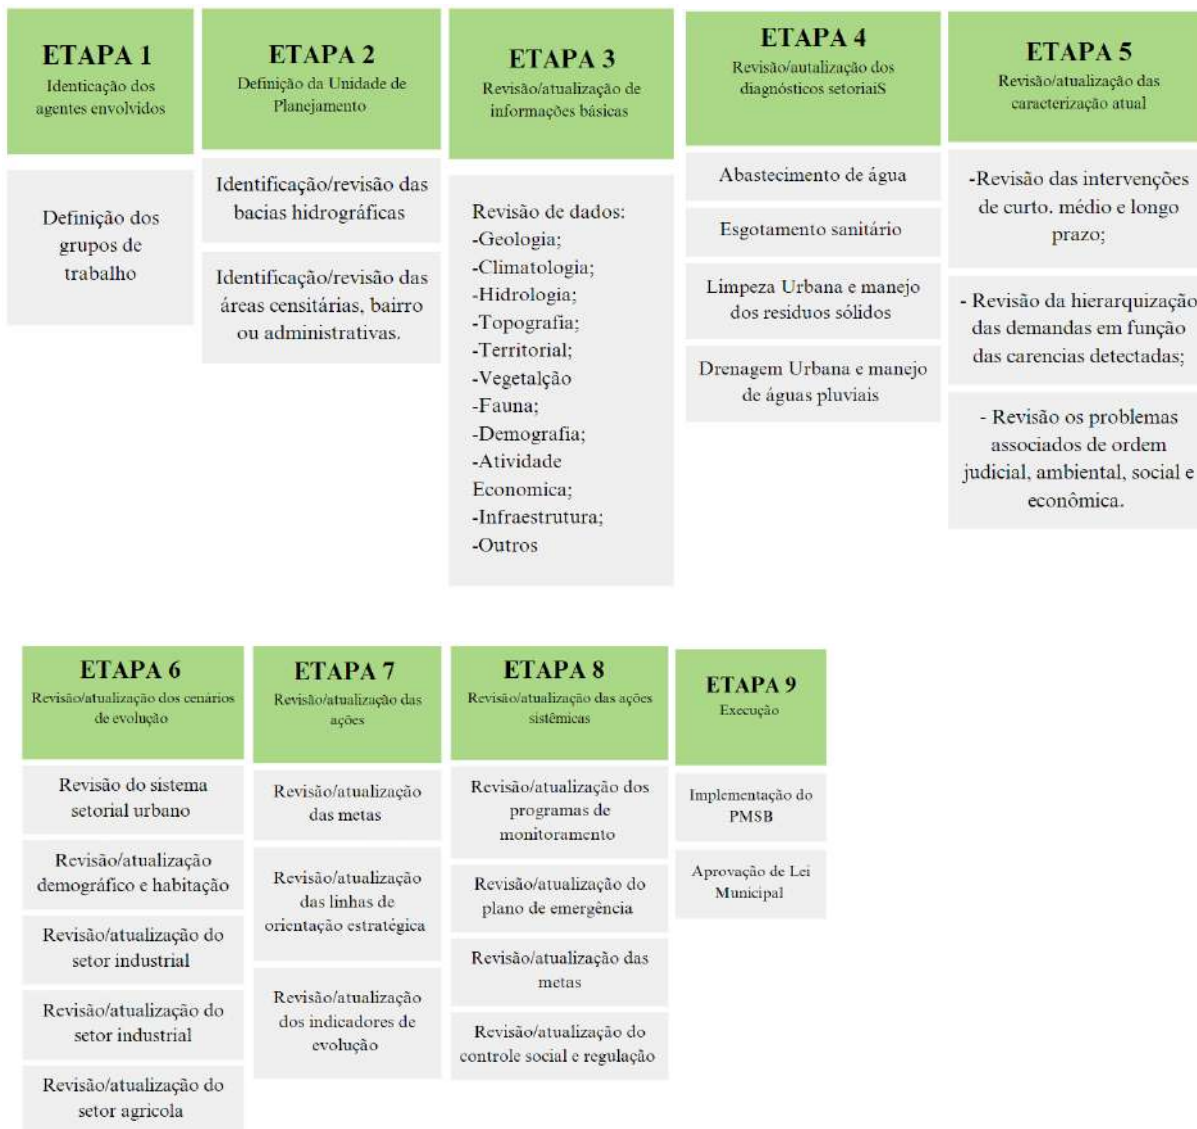 ETAPA 1
Identicação dos
agentes envolvidos
Definição dos
grupos de
trabalho
ETAPA 2
Definição da Unidade de
Planejamento
Identificação/revisão das
bacias hidrográficas
Identificação/revisão das
áreas censitárias, bairro
ou administrativas.
ETAPA 3
Revisão/atualização de
informações básicas
Revisão de dados:
-Geologia;
-Climatologia;
-Hidrologia;
-Topografia;
-Territorial;
-Vegetalção
-Fauna;
-Demografia;
-Atividade
Economica;
-Infraestrutura;
-Outros
ETAPA 4
Revisão/autalização dos
diagnósticos setoriaiS
Abastecimento de água
Esgotamento sanitário
Limpeza Urbana e manejo
dos residuos sólidos
Drenagem Urbana e manejo
de águas pluviais
ETAPA 5
Revisão/atualização das
caracterização atual
-Revisão das intervenções
de curto. médio e longo
prazo;
- Revisão da hierarquização
das demandas em função
das carencias detectadas;
- Revisão os problemas
associados de ordem
judicial, ambiental, social e
econômica.
ETAPA 6
Revisão/atualização dos cenários
de evolução
Revisão do sistema
setorial urbano
Revisão/atualização
demográfico e habitação
Revisão/atualização do
setor industrial
Revisão/atualização do
setor industrial
Revisão/atualização do
setor agricola
ETAPA 7
Revisão/atualização das
ações
Revisão/atualização
das metas
Revisão/atualização
das linhas de
orientação estratégica
Revisão/atualização
dos indicadores de
evolução
ETAPA 8
Revisão/atualização das ações
sistêmicas
Revisão/atualização dos
programas de
monitoramento
Revisão/atualização do
plano de emergência
Revisão/atualização das
metas
Revisão/atualização do
controle social e regulação
ETAPA 9
Execução
Implementação do
PMSB
Aprovação de Lei
Municipal